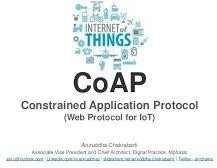 INTERNET of
THINGS
CoAP
Constrained Application Protocol
(Web Protocol for IoT)
Aniruddha Chakrabarti
Associate Vice President and Chief Architect, Digital Practice, Mphasis